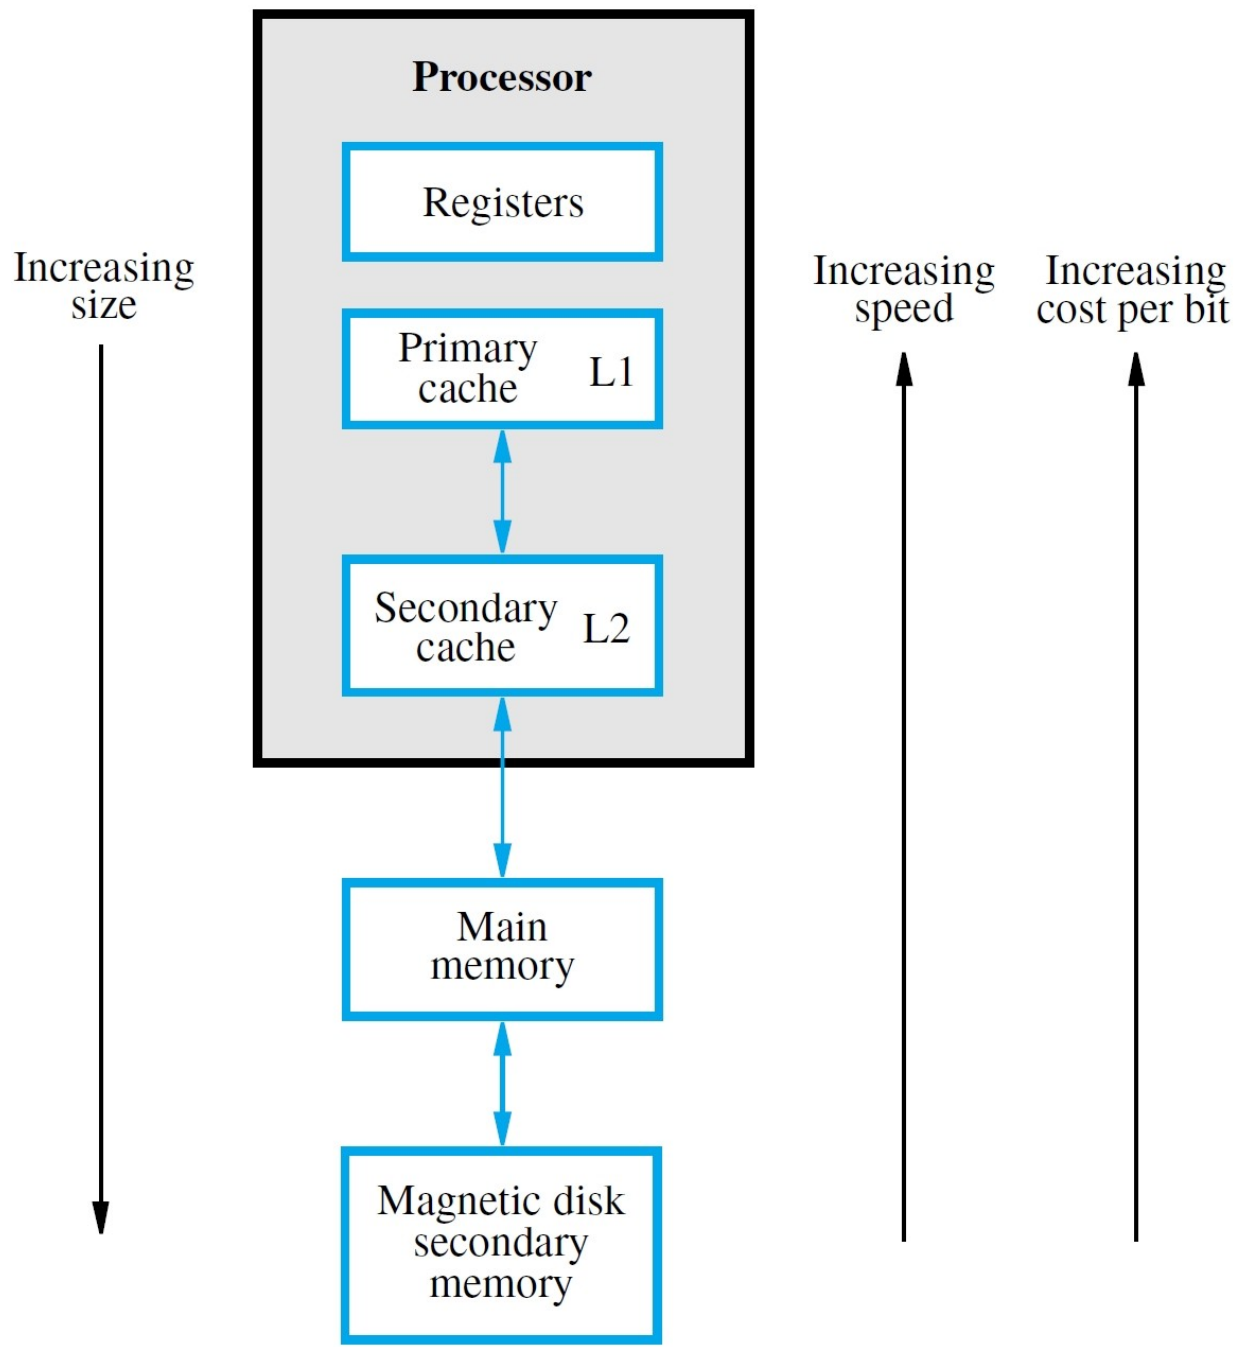 Processor
Registers
Increasing
size
Increasing
speed
Increasing
cost per bit
Primary
cache
L1
Secondary
cache
L2
Main
memory
Magnetic disk
secondary
memory